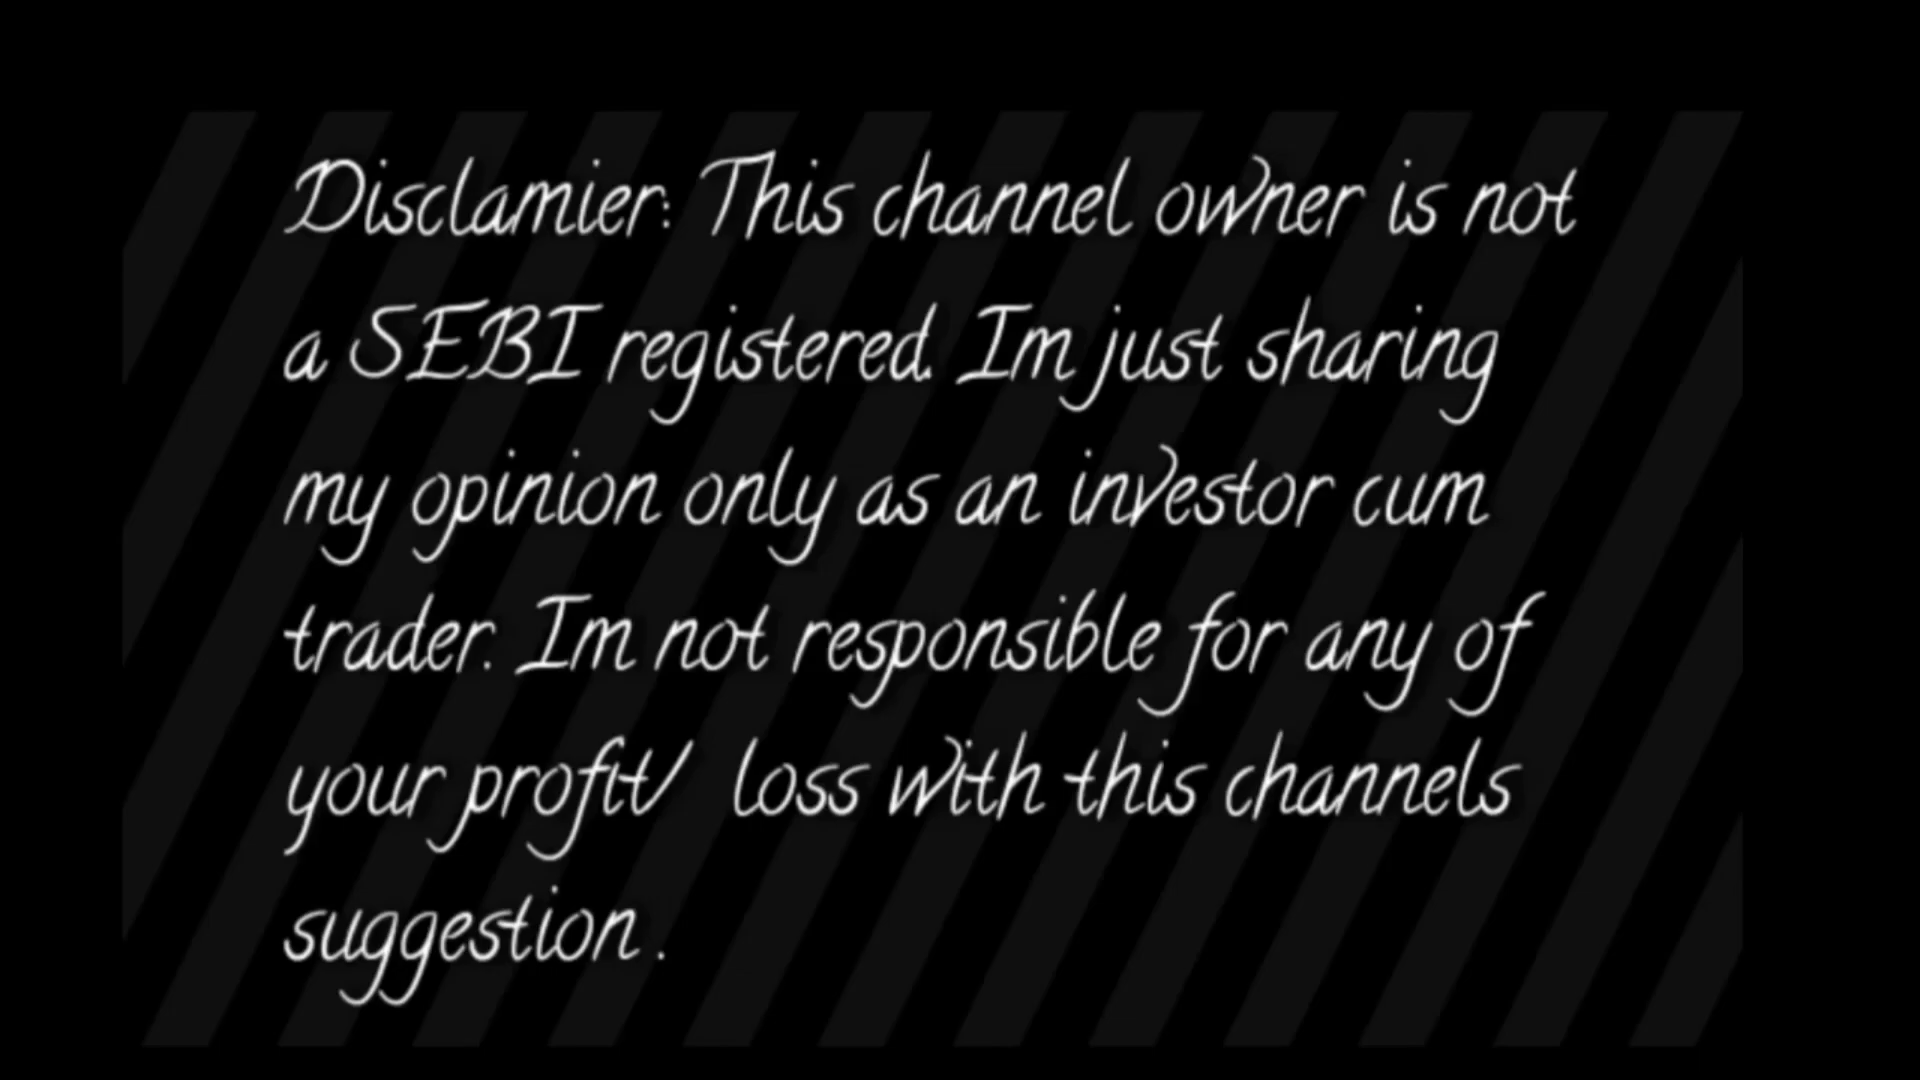 Disclamier: This channel owner is not
a SEBI registered. Im just sharing
my opinion only as an investor cum
trader. Im not responsible for any of
your profit/ loss with this channels
suggestion .